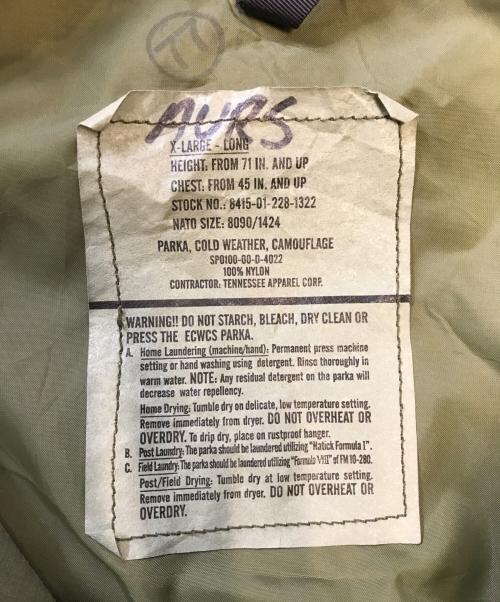 AURS
X-LARGE - LONG
HEIGHT: FROM 71 IN. AND UP
CHEST: FROM 45 IN. AND UP
STOCK NO.: 8415-01-228-1322
NATO SIZE: 8090/1424
PARKA, COLD WEATHER, CAMOUFLAGE
SPO100-00-D-4022
100% NYLON
CONTRACTOR: TENNESSEE APPAREL CORP.
WARNING!! DO NOT STARCH, BLEACH, DRY CLEAN OR
PRESS THE ECWCS PARKA.
A. Home Laundering (machine/hand): Permanent press machine
setting or hand washing using detergent. Rinse thoroughly in
warm water. NOTE: Any residual detergent on the parka will
decrease water repellency.
Home Drying: Tumble dry on delicate, low temperature setting.
Remove immediately from dryer. DO NOT OVERHEAT OR
OVERDRY. To drip dry, place on rustproof hanger.
B. Post Laundry: The parka should be laundered utilizing "Natick Formula I".
C. Field Laundry: The parka should be laundered utilizing "Formula VIII" of FM 10-280.
Post/Field Drying: Tumble dry at low temperature setting.
Remove immediately from dryer. DO NOT OVERHEAT OR
OVERDRY.